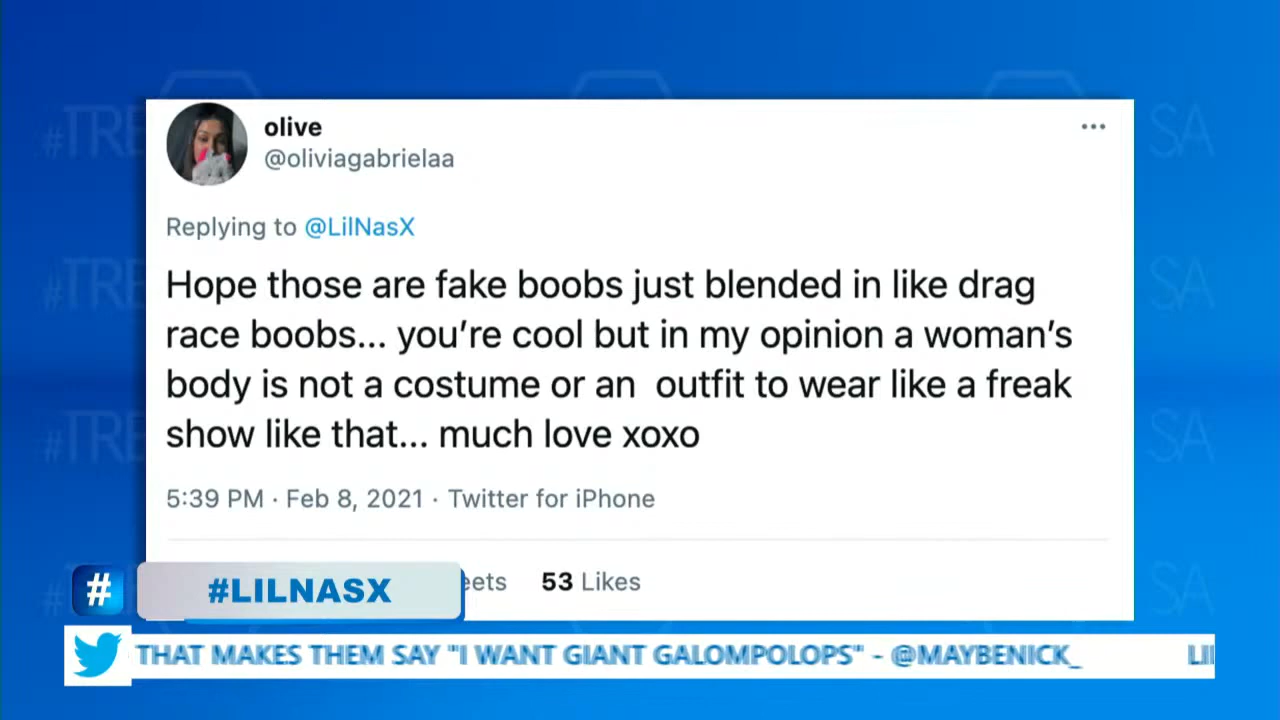 olive
@oliviagabrielaa
Replying to @LilNasX
Hope those are fake boobs just blended in like drag
race boobs... you're cool but in my opinion a woman's
body is not a costume or an  outfit to wear like a freak
show like that... much love xoxo
5:39 PM · Feb 8, 2021 · Twitter for iPhone
53 Likes
#
#LILNASX
THAT MAKES THEM SAY "I WANT GIANT GALOMPOLOPS" - @MAYBENICK_